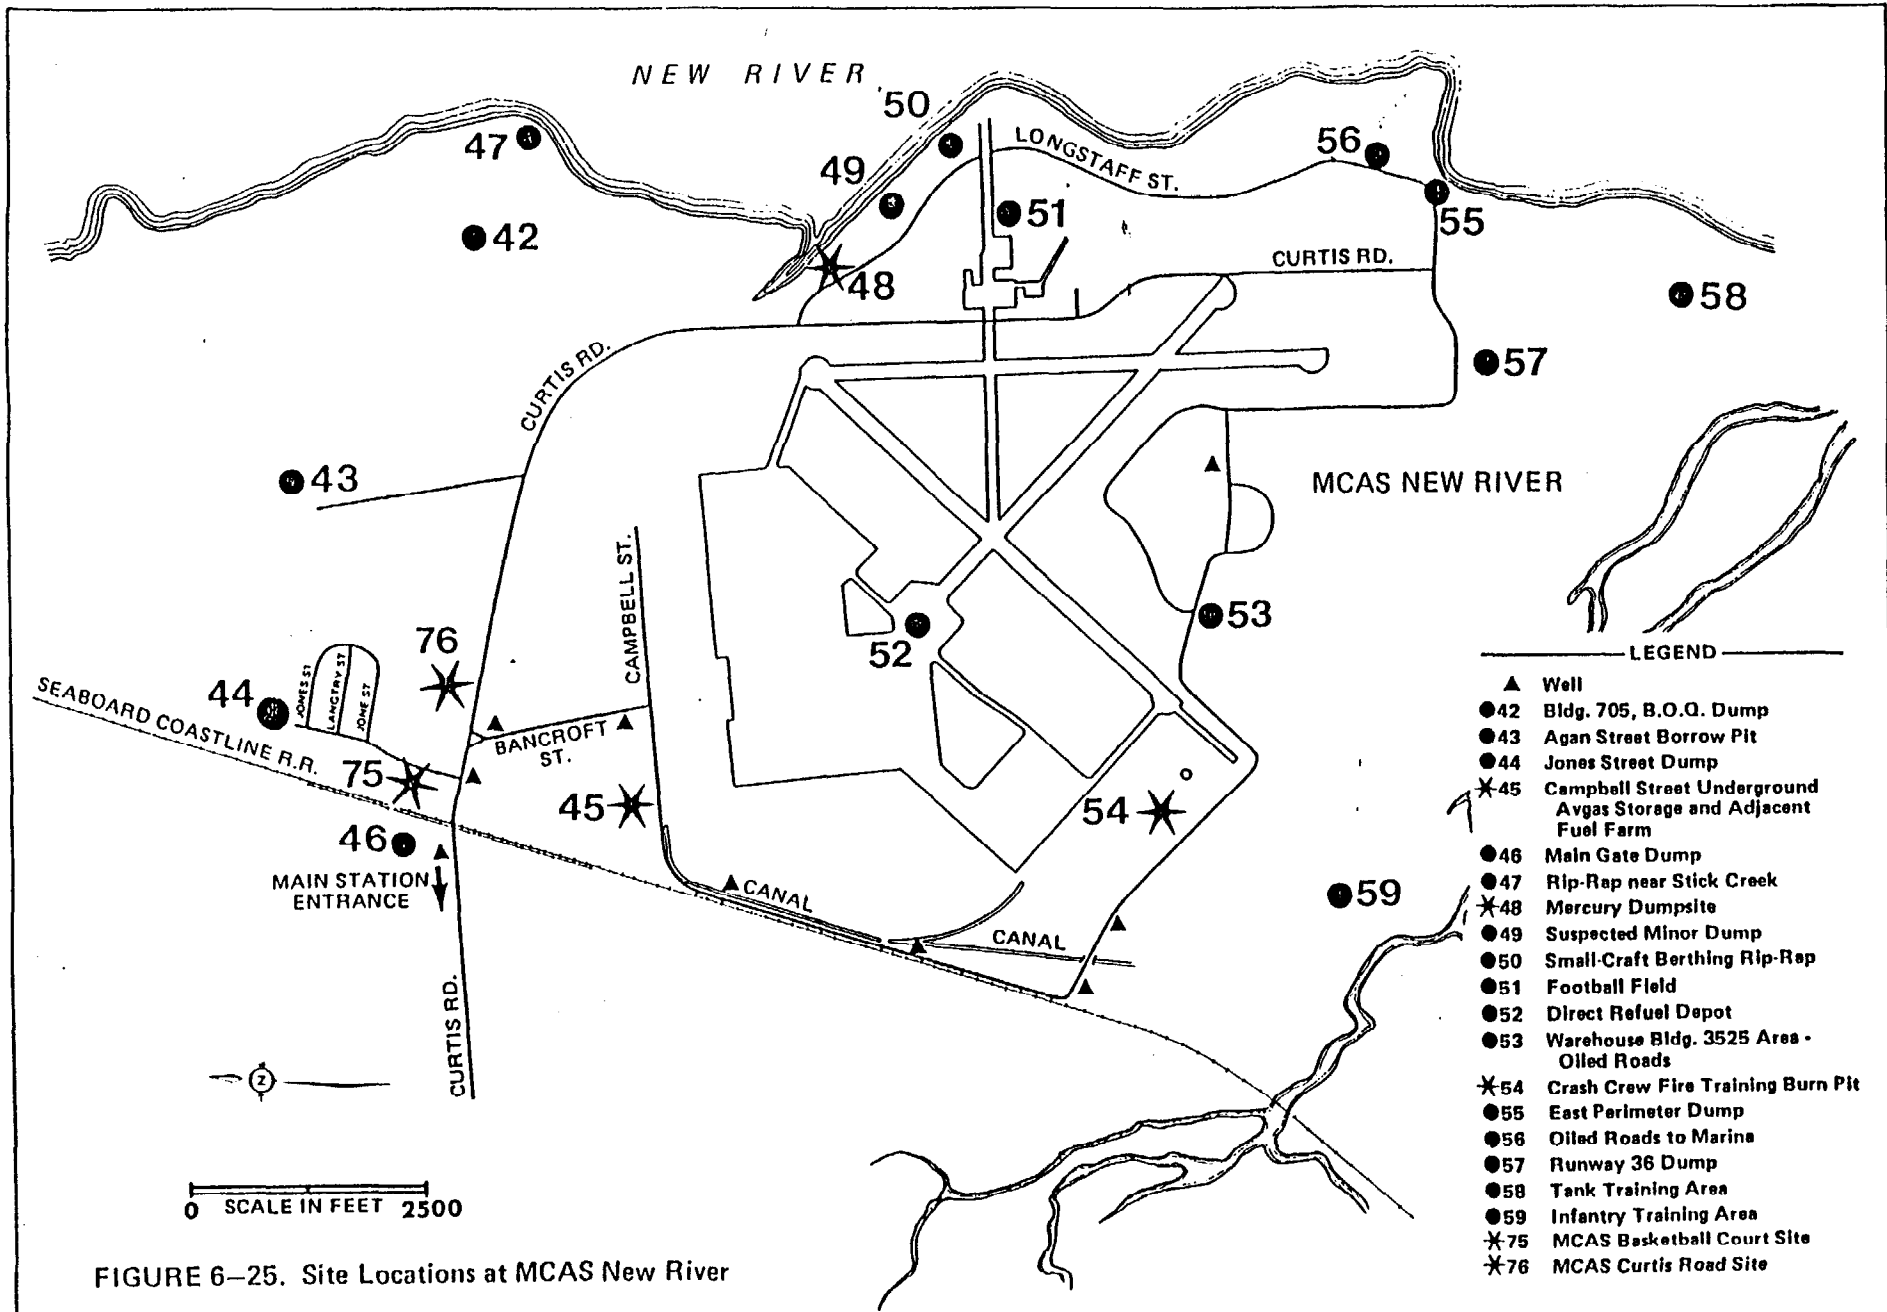 NEW RIVER
50
47
LONGSTAFF ST.
56
49
51
55
42
CURTIS RD.
48
58
CURTIS RD.
57
43
MCAS NEW RIVER
CAMPBELL ST.
53
76
52
44
JONES ST
LANGTRY ST
JONE ST
SEABOARD COASTLINE R.R.
BANCROFT
ST.
75
45
54
46
MAIN STATION
ENTRANCE
CANAL
59
CANAL
CURTIS RD.
Z
0 SCALE IN FEET 2500
LEGEND
Well
42 Bldg. 705, B.O.Q. Dump
43 Agan Street Borrow Pit
44 Jones Street Dump
45 Campbell Street Underground
Avgas Storage and Adjacent
Fuel Farm
46 Main Gate Dump
47 Rip-Rap near Stick Creek
48 Mercury Dumpsite
49 Suspected Minor Dump
50 Small-Craft Berthing Rip-Rap
51 Football Field
52 Direct Refuel Depot
53 Warehouse Bldg. 3525 Area -
Oiled Roads
54 Crash Crew Fire Training Burn Pit
55 East Perimeter Dump
56 Oiled Roads to Marina
57 Runway 36 Dump
58 Tank Training Area
59 Infantry Training Area
75 MCAS Basketball Court Site
76 MCAS Curtis Road Site
FIGURE 6–25. Site Locations at MCAS New River